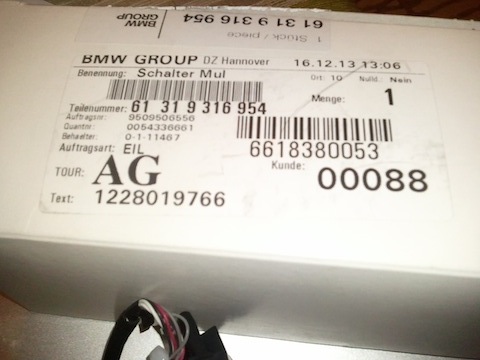 BMW
GROUP
61 31 9 316 954
1 Stück / piece
BMW GROUP DZ Hannover 16.12.13 13:06
Benennung: Schalter Mul Ort: 10 Nulld. Nein
Menge: 1
Teilenummer: 61 31 9 316 954
Auftragnr: 9509506556
Quantnr: 0054336661
Behaelter: 0-1-11467
Auftragsart: EIL
6618380053
TOUR: AG
Kunde: 00088
Text: 1228019766